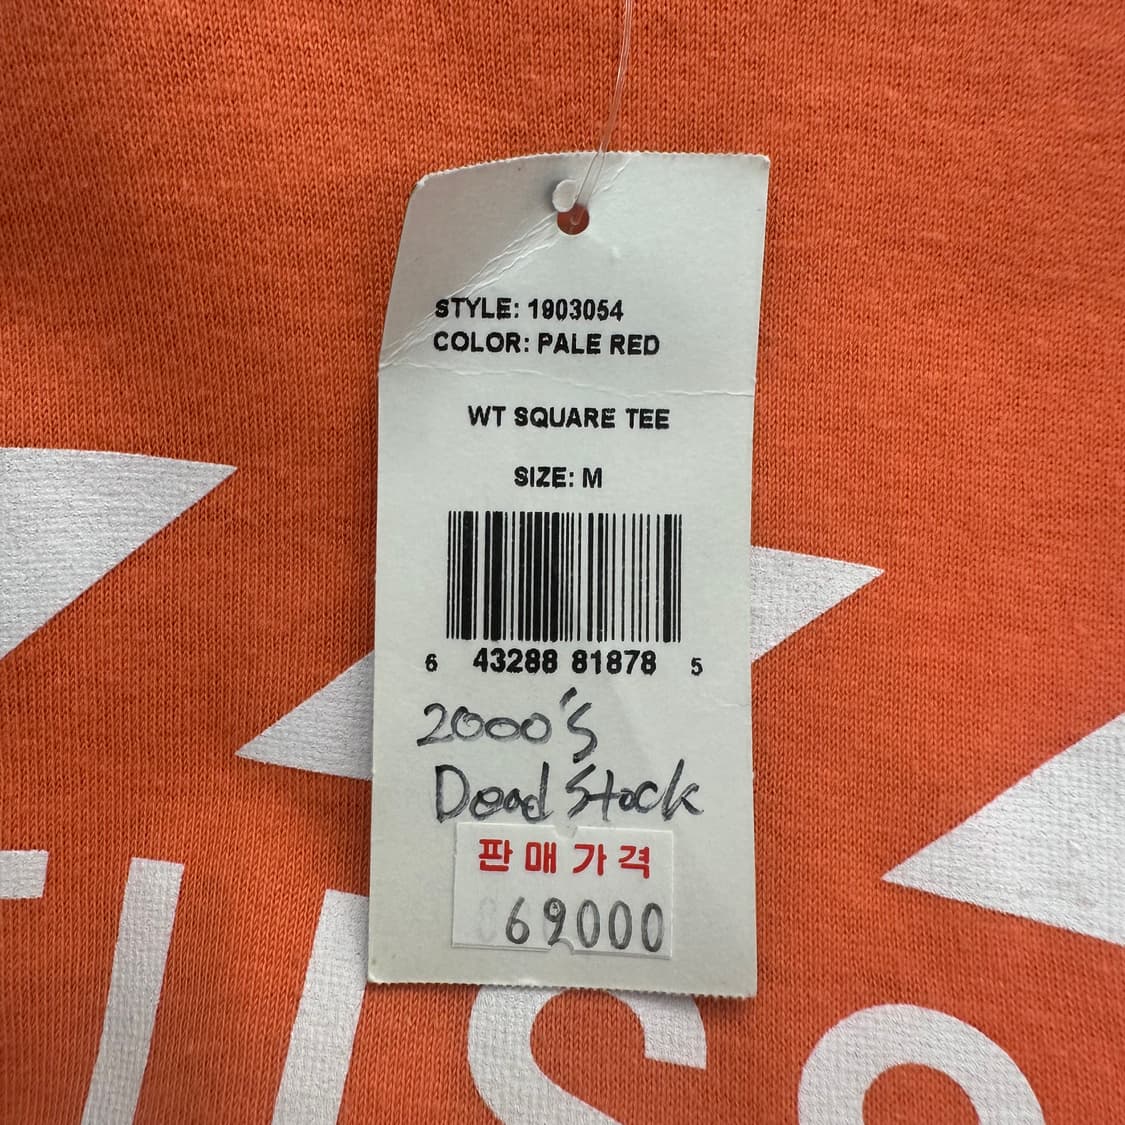 STYLE: 1903054
COLOR: PALE RED
WT SQUARE TEE
SIZE: M
6 43288 81878 5
2000's
Dead Stock
판매가격
69000